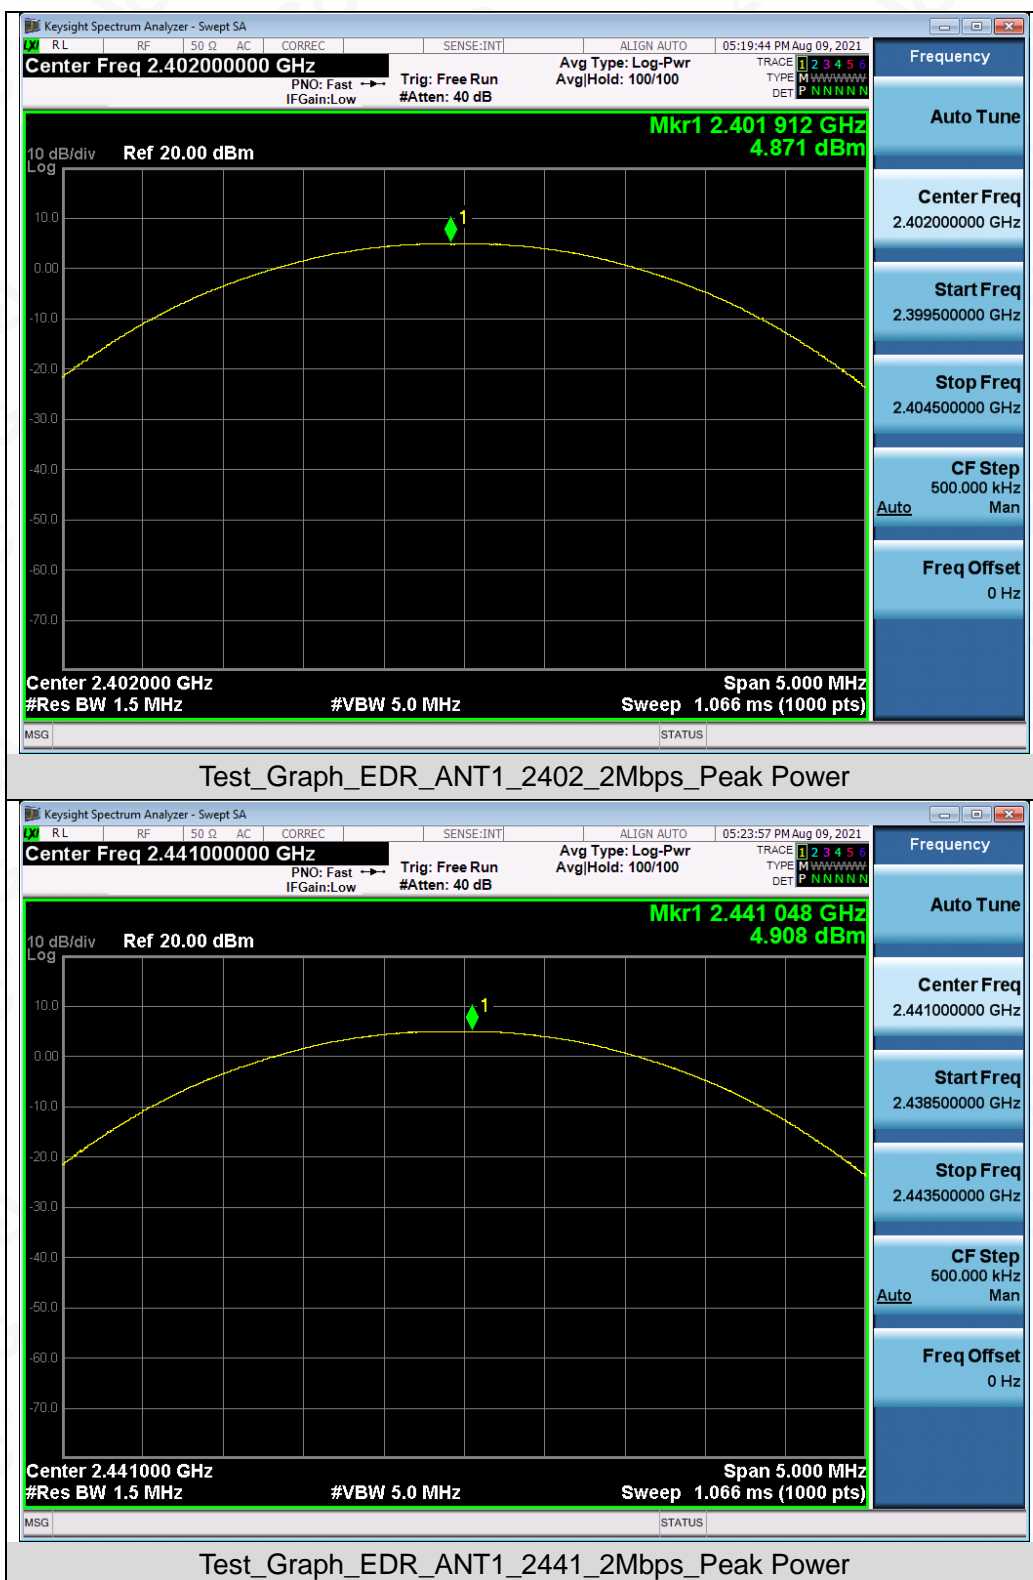 Keysight Spectrum Analyzer - Swept SA
LXI RL RF 50 Ω AC CORREC SENSE:INT ALIGN AUTO 05:19:44 PM Aug 09, 2021
Center Freq 2.402000000 GHz
PNO: Fast
IFGain:Low
Trig: Free Run
#Atten: 40 dB
Avg Type: Log-Pwr
Avg|Hold: 100/100
TRACE 1 2 3 4 5 6
TYPE M WWWWW
DET P N N N N N
Mkr1 2.401 912 GHz
4.871 dBm
10 dB/div Ref 20.00 dBm
Log
10.0
0.00
-10.0
-20.0
-30.0
-40.0
-50.0
-60.0
-70.0
1
Center 2.402000 GHz Span 5.000 MHz
#Res BW 1.5 MHz #VBW 5.0 MHz Sweep 1.066 ms (1000 pts)
MSG STATUS
Frequency
Auto Tune
Center Freq
2.402000000 GHz
Start Freq
2.399500000 GHz
Stop Freq
2.404500000 GHz
CF Step
500.000 kHz
Auto Man
Freq Offset
0 Hz
Test_Graph_EDR_ANT1_2402_2Mbps_Peak Power
Keysight Spectrum Analyzer - Swept SA
LXI RL RF 50 Ω AC CORREC SENSE:INT ALIGN AUTO 05:23:57 PM Aug 09, 2021
Center Freq 2.441000000 GHz
PNO: Fast
IFGain:Low
Trig: Free Run
#Atten: 40 dB
Avg Type: Log-Pwr
Avg|Hold: 100/100
TRACE 1 2 3 4 5 6
TYPE M WWWWW
DET P N N N N N
Mkr1 2.441 048 GHz
4.908 dBm
10 dB/div Ref 20.00 dBm
Log
10.0
0.00
-10.0
-20.0
-30.0
-40.0
-50.0
-60.0
-70.0
1
Center 2.441000 GHz Span 5.000 MHz
#Res BW 1.5 MHz #VBW 5.0 MHz Sweep 1.066 ms (1000 pts)
MSG STATUS
Frequency
Auto Tune
Center Freq
2.441000000 GHz
Start Freq
2.438500000 GHz
Stop Freq
2.443500000 GHz
CF Step
500.000 kHz
Auto Man
Freq Offset
0 Hz
Test_Graph_EDR_ANT1_2441_2Mbps_Peak Power